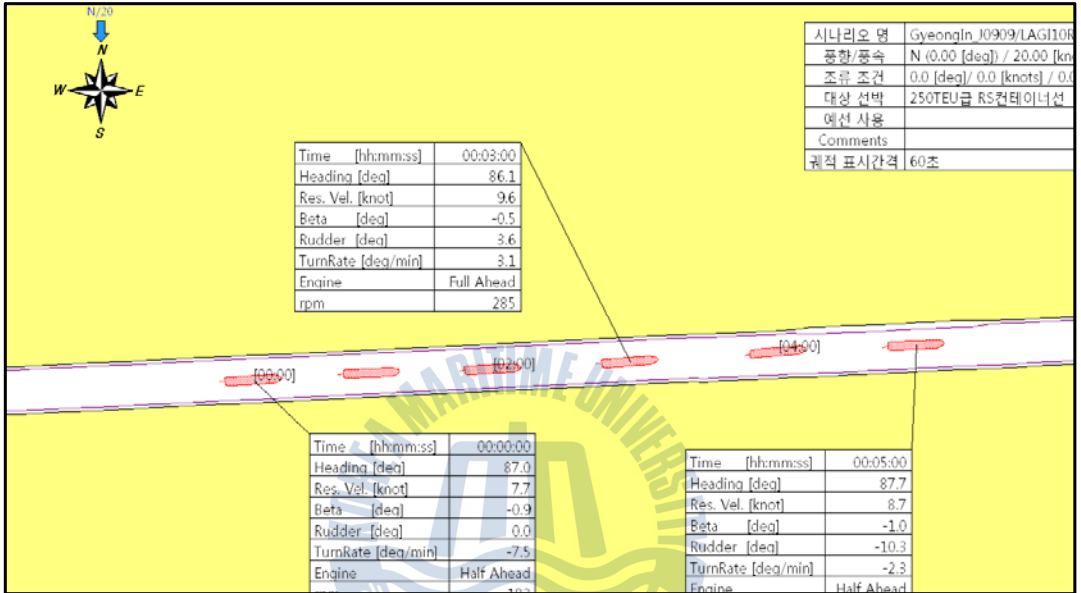 N/20
N
W E
S
시나리오 명 GyeongIn_J0909/LAGI10R
풍향/풍속 N (0.00 [deg]) / 20.00 [kn
조류 조건 0.0 [deg]/ 0.0 [knots] / 0.0
대상 선박 250TEU급 RS컨테이너선
예선 사용
Comments
궤적 표시간격 60초
Time [hh:mm:ss] 00:03:00
Heading [deg] 86.1
Res. Vel. [knot] 9.6
Beta [deg] -0.5
Rudder [deg] 3.6
TurnRate [deg/min] 3.1
Engine Full Ahead
rpm 285
[00:00] [02:00] [04:00]
KOREA MARITIME UNIVERSITY
Time [hh:mm:ss] 00:00:00
Heading [deg] 87.0
Res. Vel. [knot] 7.7
Beta [deg] -0.9
Rudder [deg] 0.0
TurnRate [deg/min] -7.5
Engine Half Ahead
Time [hh:mm:ss] 00:05:00
Heading [deg] 87.7
Res. Vel. [knot] 8.7
Beta [deg] -1.0
Rudder [deg] -10.3
TurnRate [deg/min] -2.3
Engine Half Ahead